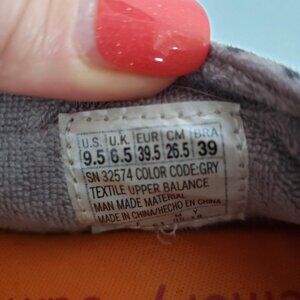 U.S. U.K. EUR CM BRA
9.5 6.5 39.5 26.5 39
SN 32574 COLOR CODE:GRY
TEXTILE UPPER BALANCE
MAN MADE MATERIAL
MADE IN CHINA/HECHO EN CHINA